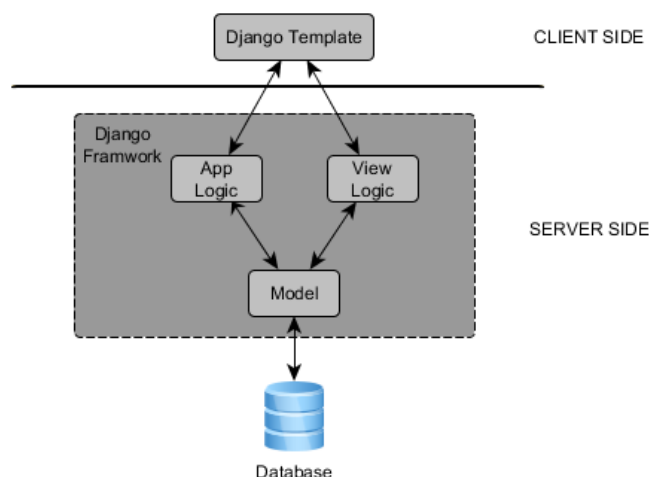 Django Template
CLIENT SIDE
Django
Framwork
App
Logic
View
Logic
SERVER SIDE
Model
Database